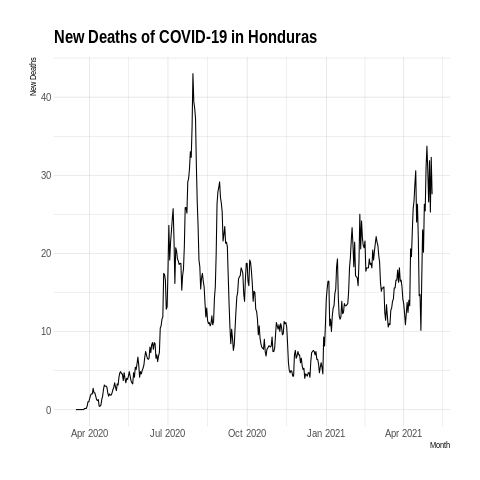 New Deaths of COVID-19 in Honduras
New Deaths
40
30
20
10
0
Apr 2020 Jul 2020 Oct 2020 Jan 2021 Apr 2021
Month